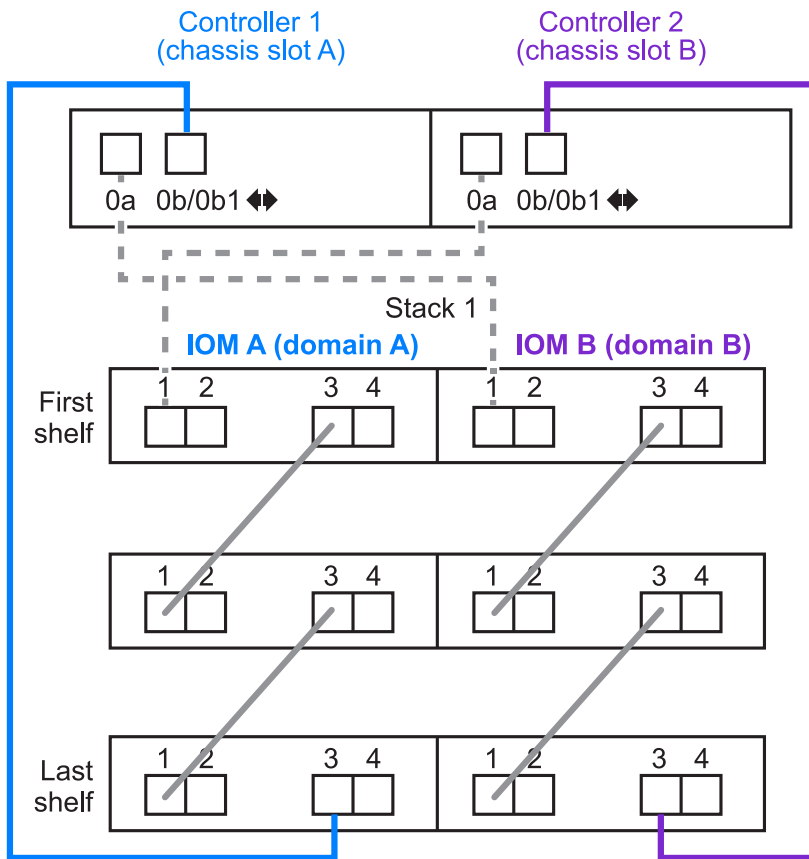 Controller 1
(chassis slot A)
Controller 2
(chassis slot B)
0a 0b/0b1
0a 0b/0b1
Stack 1
IOM A (domain A)
IOM B (domain B)
First
shelf
1 2 3 4 1 2 3 4
1 2 3 4 1 2 3 4
Last
shelf
1 2 3 4 1 2 3 4